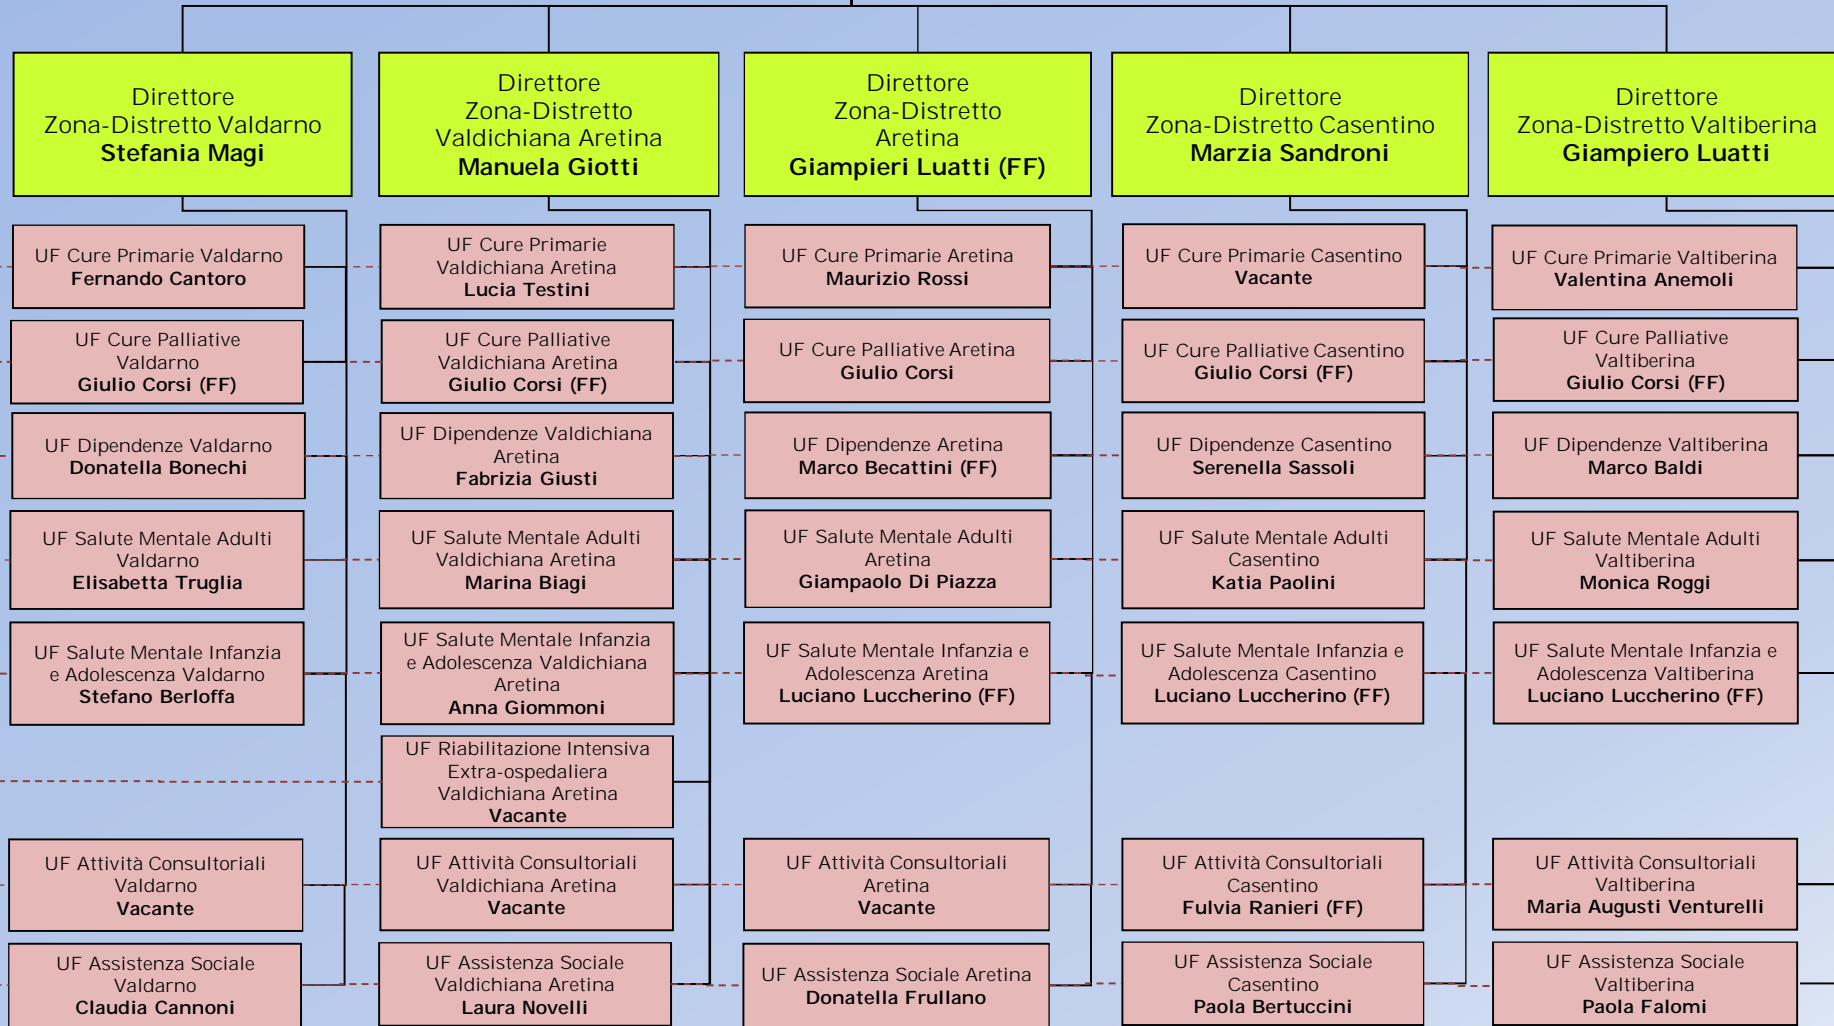 Direttore
Zona-Distretto Valdarno
Stefania Magi
Direttore
Zona-Distretto
Valdichiana Aretina
Manuela Giotti
Direttore
Zona-Distretto
Aretina
Giampieri Luatti (FF)
Direttore
Zona-Distretto Casentino
Marzia Sandroni
Direttore
Zona-Distretto Valtiberina
Giampiero Luatti
UF Cure Primarie Valdarno
Fernando Cantoro
UF Cure Primarie
Valdichiana Aretina
Lucia Testini
UF Cure Primarie Aretina
Maurizio Rossi
UF Cure Primarie Casentino
Vacante
UF Cure Primarie Valtiberina
Valentina Anemoli
UF Cure Palliative
Valdarno
Giulio Corsi (FF)
UF Cure Palliative
Valdichiana Aretina
Giulio Corsi (FF)
UF Cure Palliative Aretina
Giulio Corsi
UF Cure Palliative Casentino
Giulio Corsi (FF)
UF Cure Palliative
Valtiberina
Giulio Corsi (FF)
UF Dipendenze Valdarno
Donatella Bonechi
UF Dipendenze Valdichiana
Aretina
Fabrizia Giusti
UF Dipendenze Aretina
Marco Becattini (FF)
UF Dipendenze Casentino
Serenella Sassoli
UF Dipendenze Valtiberina
Marco Baldi
UF Salute Mentale Adulti
Valdarno
Elisabetta Truglia
UF Salute Mentale Adulti
Valdichiana Aretina
Marina Biagi
UF Salute Mentale Adulti
Aretina
Giampaolo Di Piazza
UF Salute Mentale Adulti
Casentino
Katia Paolini
UF Salute Mentale Adulti
Valtiberina
Monica Roggi
UF Salute Mentale Infanzia
e Adolescenza Valdarno
Stefano Berloffa
UF Salute Mentale Infanzia
e Adolescenza Valdichiana
Aretina
Anna Giommoni
UF Salute Mentale Infanzia e
Adolescenza Aretina
Luciano Luccherino (FF)
UF Salute Mentale Infanzia e
Adolescenza Casentino
Luciano Luccherino (FF)
UF Salute Mentale Infanzia e
Adolescenza Valtiberina
Luciano Luccherino (FF)
UF Riabilitazione Intensiva
Extra-ospedaliera
Valdichiana Aretina
Vacante
UF Attività Consultoriali
Valdarno
Vacante
UF Attività Consultoriali
Valdichiana Aretina
Vacante
UF Attività Consultoriali
Aretina
Vacante
UF Attività Consultoriali
Casentino
Fulvia Ranieri (FF)
UF Attività Consultoriali
Valtiberina
Maria Augusti Venturelli
UF Assistenza Sociale
Valdarno
Claudia Cannoni
UF Assistenza Sociale
Valdichiana Aretina
Laura Novelli
UF Assistenza Sociale Aretina
Donatella Frullano
UF Assistenza Sociale
Casentino
Paola Bertuccini
UF Assistenza Sociale
Valtiberina
Paola Falomi